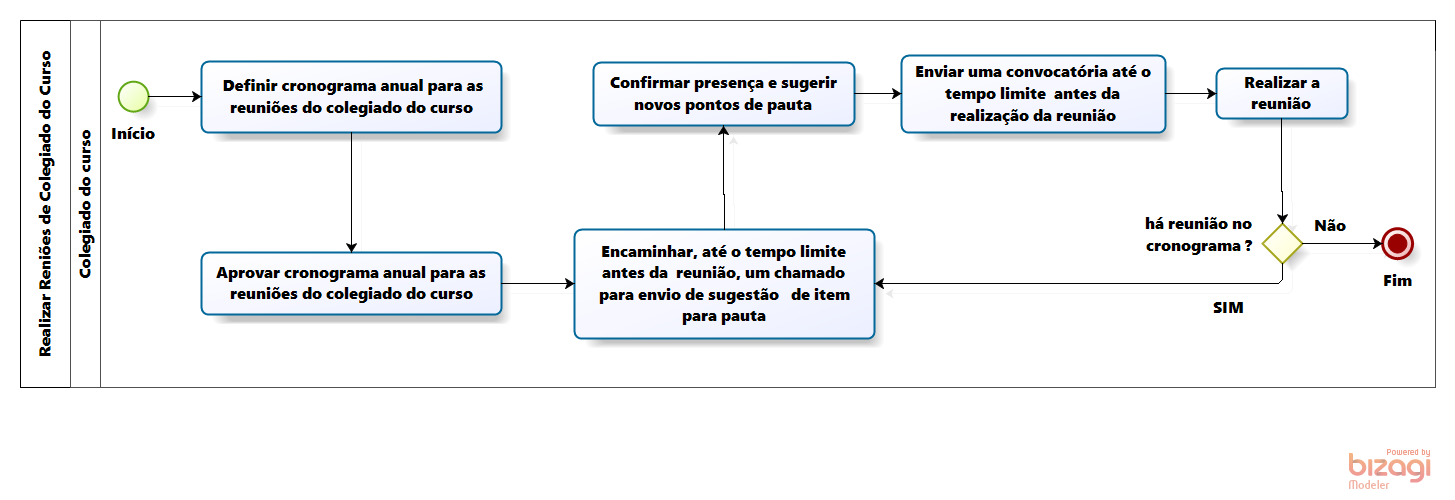 Realizar Reniões de Colegiado do Curso
Colegiado do curso
Início
Definir cronograma anual para as
reuniões do colegiado do curso
Aprovar cronograma anual para as
reuniões do colegiado do curso
Encaminhar, até o tempo limite
antes da reunião, um chamado
para envio de sugestão de item
para pauta
Confirmar presença e sugerir
novos pontos de pauta
Enviar uma convocatória até o
tempo limite antes da
realização da reunião
Realizar a
reunião
há reunião no
cronograma ?
Não
Fim
SIM
Powered by
bizagi
Modeler